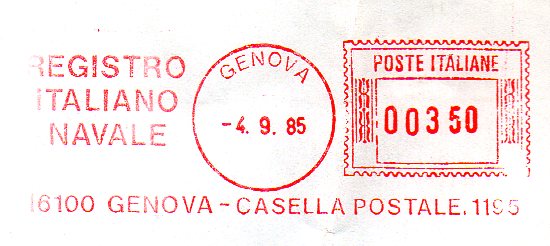 REGISTRO
ITALIANO
NAVALE
GENOVA
-4. 9. 85
POSTE ITALIANE
00350
16100 GENOVA - CASELLA POSTALE. 1195